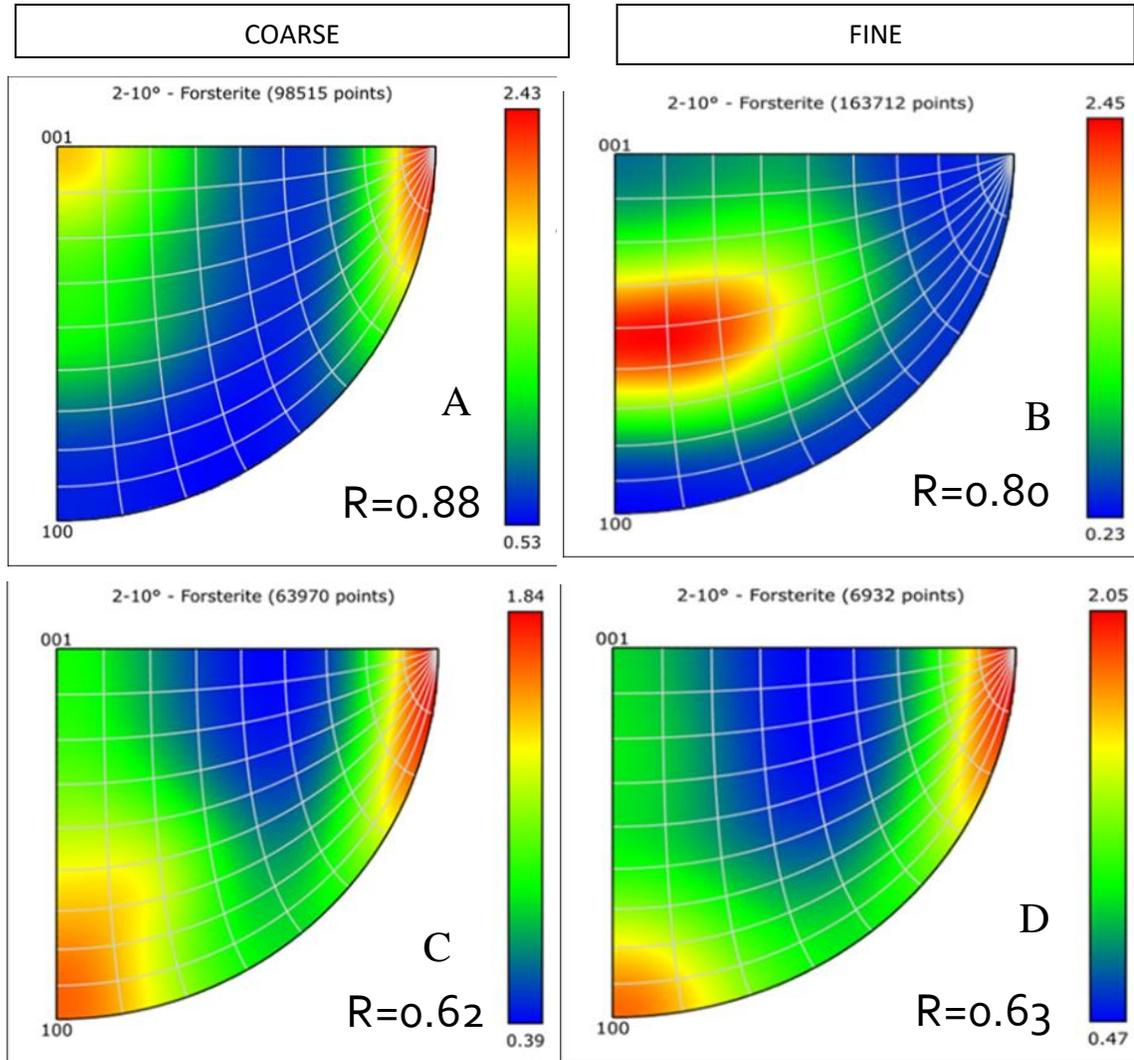 COARSE
FINE
2-10° - Forsterite (98515 points)
2.43
001
100
0.53
A
R=0.88
2-10° - Forsterite (163712 points)
2.45
001
100
0.23
B
R=0.80
2-10° - Forsterite (63970 points)
1.84
001
100
0.39
C
R=0.62
2-10° - Forsterite (6932 points)
2.05
001
100
0.47
D
R=0.63